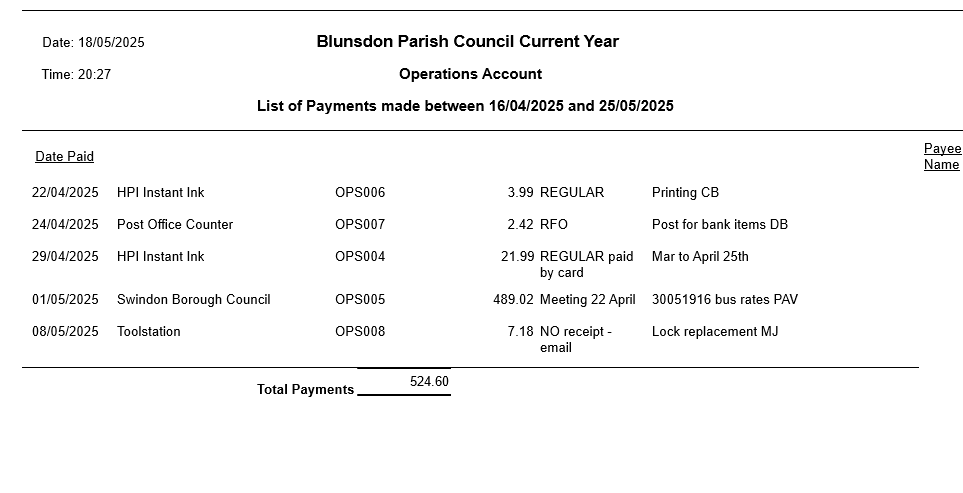 Date: 18/05/2025 Blunsdon Parish Council Current Year
Time: 20:27 Operations Account
List of Payments made between 16/04/2025 and 25/05/2025
Date Paid Payee Name
22/04/2025 HPI Instant Ink OPS006 3.99 REGULAR Printing CB
24/04/2025 Post Office Counter OPS007 2.42 RFO Post for bank items DB
29/04/2025 HPI Instant Ink OPS004 21.99 REGULAR paid Mar to April 25th
by card
01/05/2025 Swindon Borough Council OPS005 489.02 Meeting 22 April 30051916 bus rates PAV
08/05/2025 Toolstation OPS008 7.18 NO receipt - Lock replacement MJ
email
Total Payments 524.60